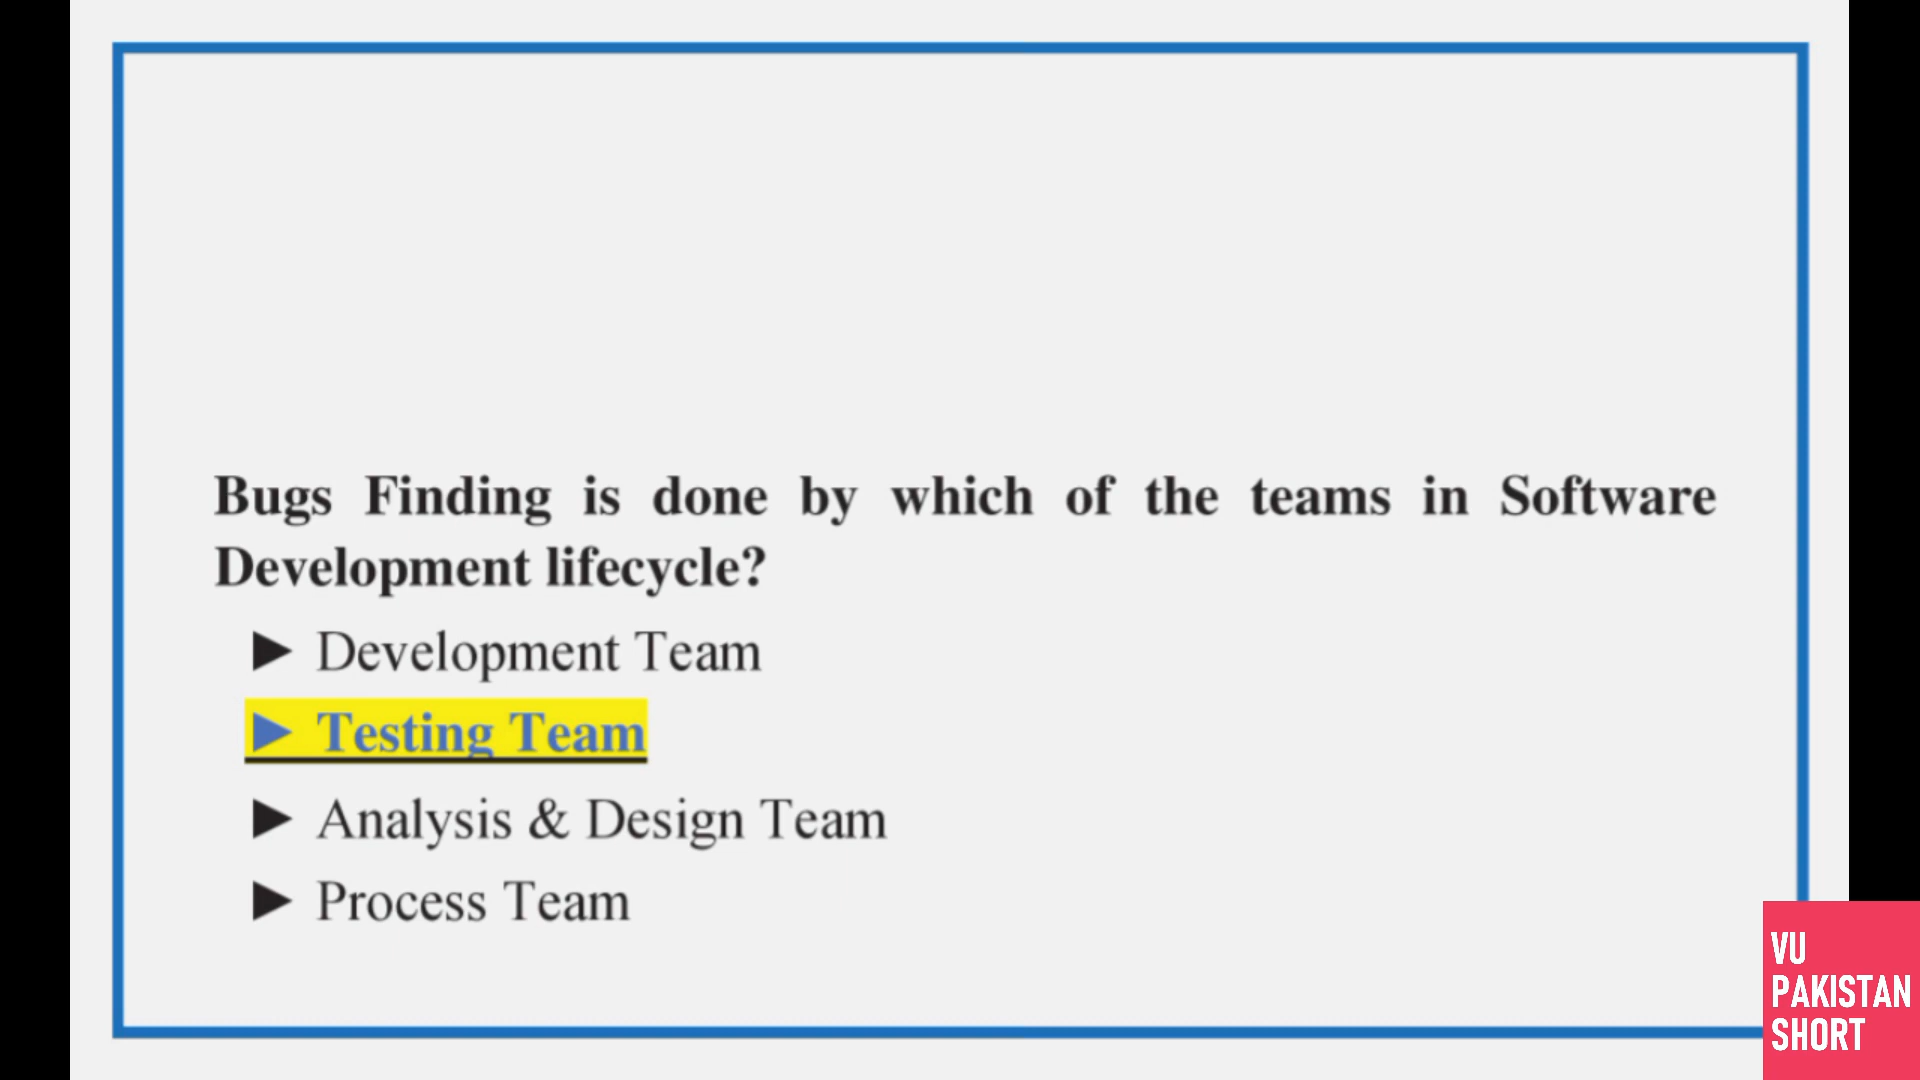 Bugs Finding is done by which of the teams in Software
Development lifecycle?
► Development Team
► Testing Team
► Analysis & Design Team
► Process Team
VU
PAKISTAN
SHORT